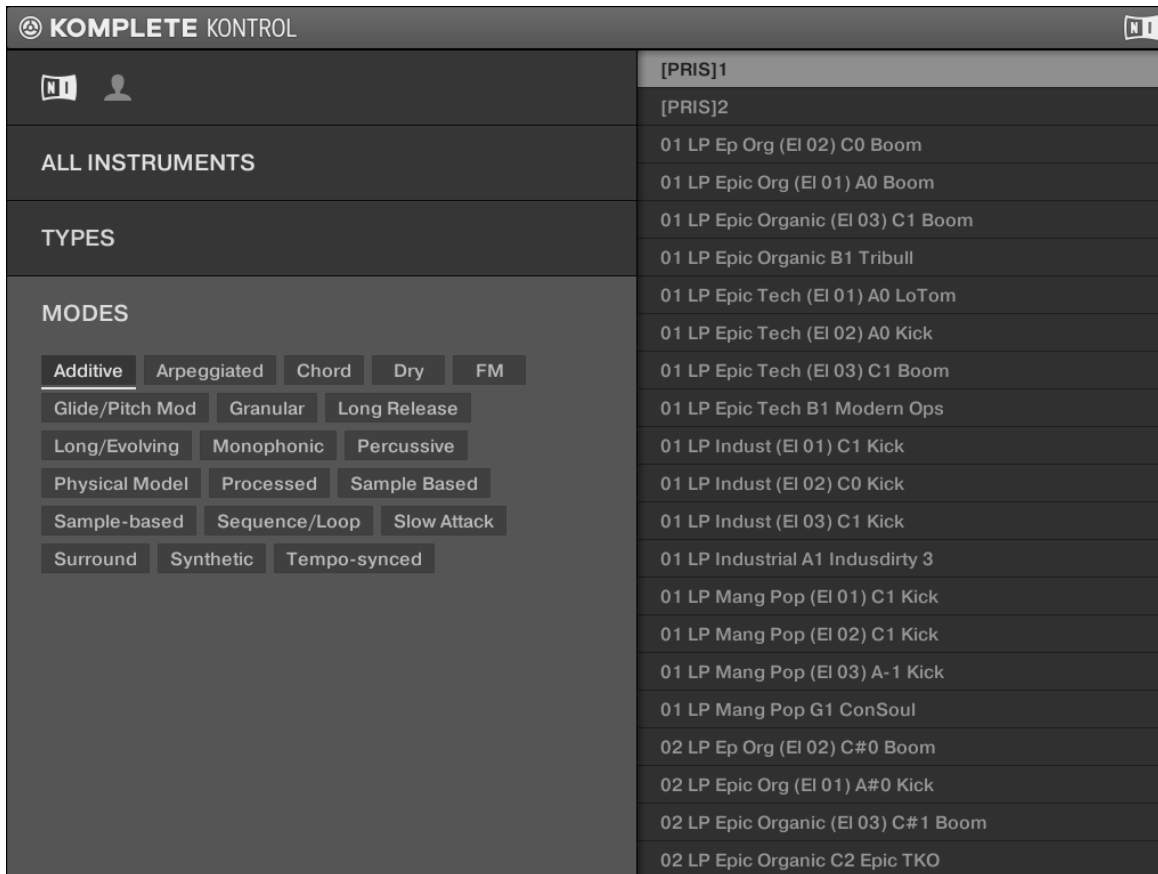 KOMPLETE KONTROL
NI
NI
ALL INSTRUMENTS
TYPES
MODES
Additive Arpeggiated Chord Dry FM
Glide/Pitch Mod Granular Long Release
Long/Evolving Monophonic Percussive
Physical Model Processed Sample Based
Sample-based Sequence/Loop Slow Attack
Surround Synthetic Tempo-synced
[PRIS]1
[PRIS]2
01 LP Ep Org (El 02) C0 Boom
01 LP Epic Org (El 01) A0 Boom
01 LP Epic Organic (El 03) C1 Boom
01 LP Epic Organic B1 Tribull
01 LP Epic Tech (El 01) A0 LoTom
01 LP Epic Tech (El 02) A0 Kick
01 LP Epic Tech (El 03) C1 Boom
01 LP Epic Tech B1 Modern Ops
01 LP Indust (El 01) C1 Kick
01 LP Indust (El 02) C0 Kick
01 LP Indust (El 03) C1 Kick
01 LP Industrial A1 Indusdirty 3
01 LP Mang Pop (El 01) C1 Kick
01 LP Mang Pop (El 02) C1 Kick
01 LP Mang Pop (El 03) A-1 Kick
01 LP Mang Pop G1 ConSoul
02 LP Ep Org (El 02) C#0 Boom
02 LP Epic Org (El 01) A#0 Kick
02 LP Epic Organic (El 03) C#1 Boom
02 LP Epic Organic C2 Epic TKO